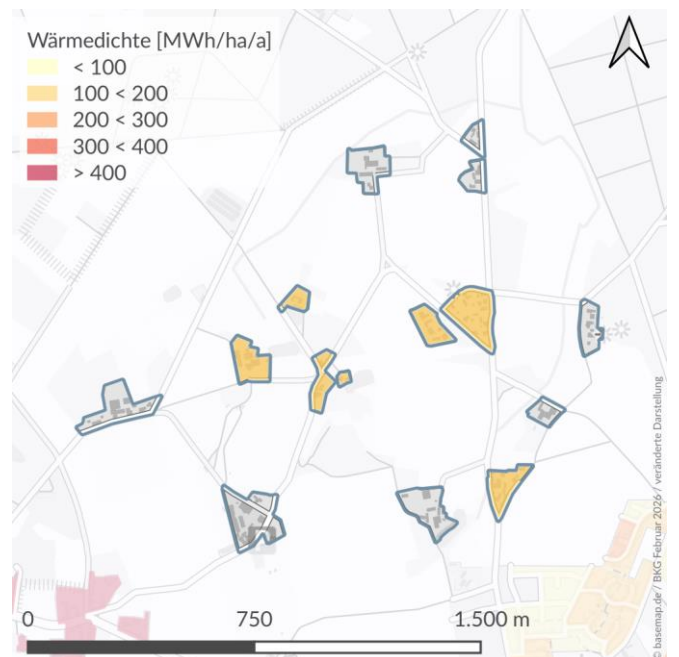 Wärmedichte [MWh/ha/a]
< 100
100 < 200
200 < 300
300 < 400
> 400
0 750 1.500 m
© basemap.de / BKG Februar 2026 / veränderte Darstellung